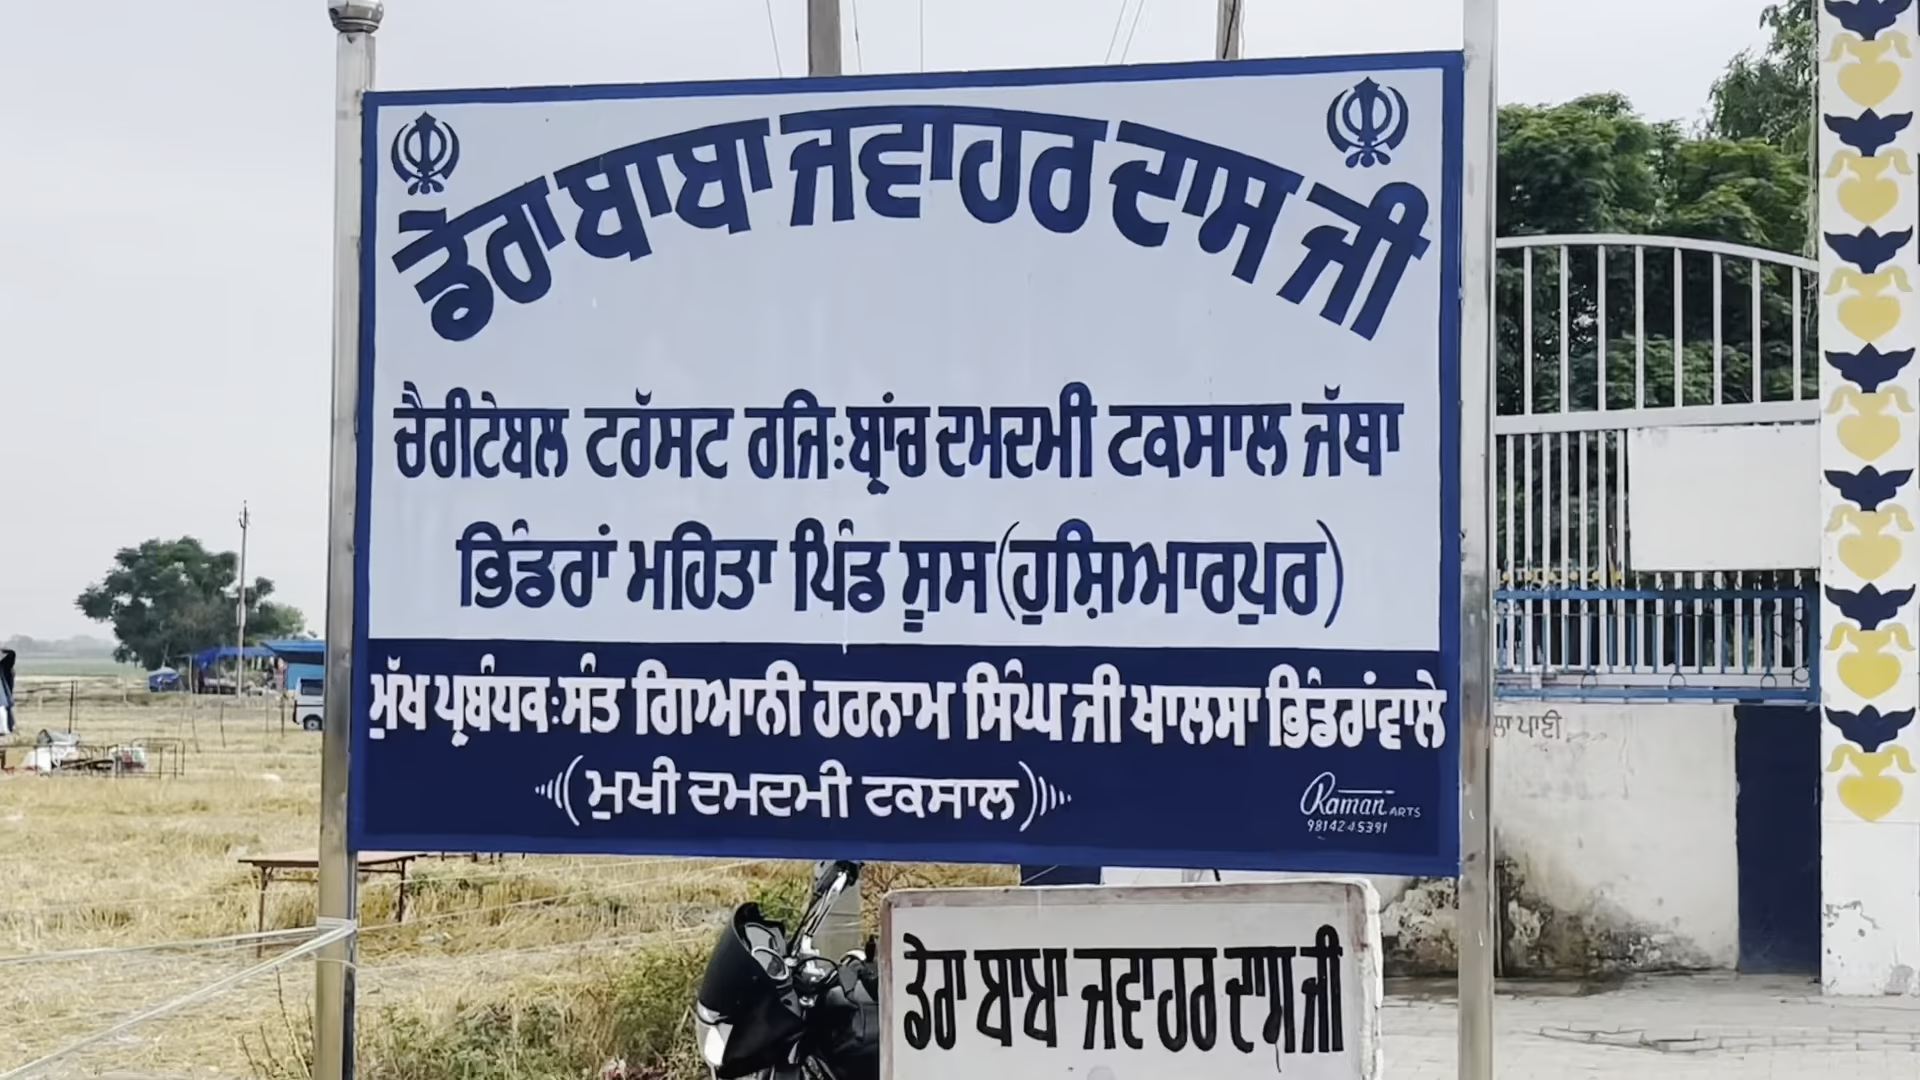 ਡੇਰਾ ਬਾਬਾ ਜਵਾਹਰ ਦਾਸ ਜੀ
ਚੈਰੀਟੇਬਲ ਟਰੱਸਟ ਰਜਿ: ਬ੍ਰਾਂਚ ਦਮਦਮੀ ਟਕਸਾਲ ਜੱਥਾ
ਭਿੰਡਰਾਂ ਮਹਿਤਾ ਪਿੰਡ ਸੂਸ (ਹੁਸ਼ਿਆਰਪੁਰ)
ਮੁੱਖ ਪ੍ਰਬੰਧਕ: ਸੰਤ ਗਿਆਨੀ ਹਰਨਾਮ ਸਿੰਘ ਜੀ ਖਾਲਸਾ ਭਿੰਡਰਾਂਵਾਲੇ
(ਮੁਖੀ ਦਮਦਮੀ ਟਕਸਾਲ)
Raman ARTS
98142 45391
ਪਾਣੀ
ਡੇਰਾ ਬਾਬਾ ਜਵਾਹਰ ਦਾਸ ਜੀ